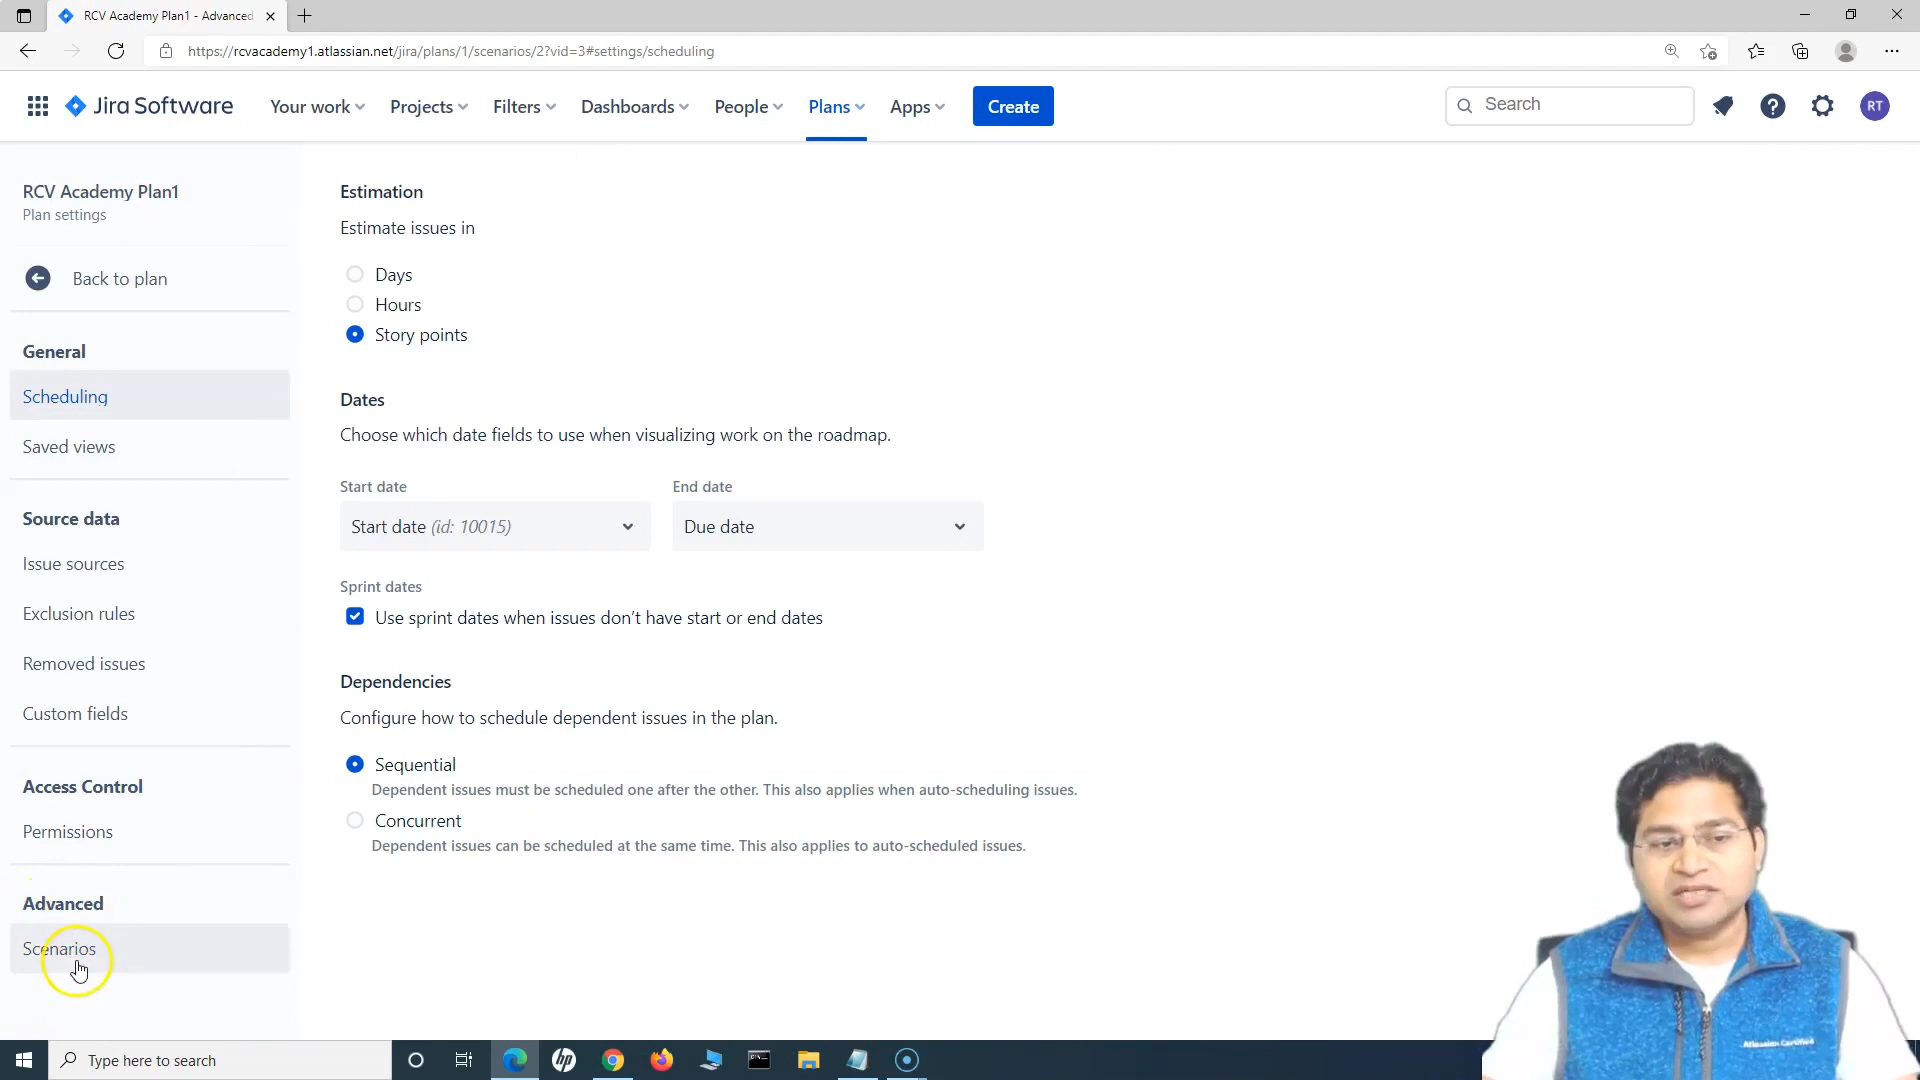 RCV Academy Plan1 - Advanced
https://rcvacademy1.atlassian.net/jira/plans/1/scenarios/2?vid=3#settings/scheduling
Jira Software
Your work
Projects
Filters
Dashboards
People
Plans
Apps
Create
Search
RT
RCV Academy Plan1
Plan settings
Back to plan
General
Scheduling
Saved views
Source data
Issue sources
Exclusion rules
Removed issues
Custom fields
Access Control
Permissions
Advanced
Scenarios
Estimation
Estimate issues in
Days
Hours
Story points
Dates
Choose which date fields to use when visualizing work on the roadmap.
Start date
End date
Start date (id: 10015)
Due date
Sprint dates
Use sprint dates when issues don't have start or end dates
Dependencies
Configure how to schedule dependent issues in the plan.
Sequential
Dependent issues must be scheduled one after the other. This also applies when auto-scheduling issues.
Concurrent
Dependent issues can be scheduled at the same time. This also applies to auto-scheduled issues.
Atlassian Certified
Type here to search
hp